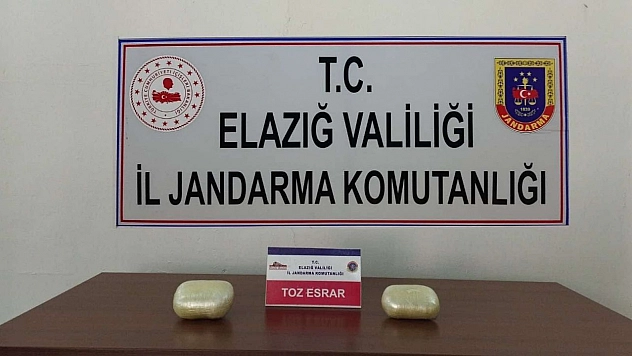 T.C.
ELAZIĞ VALİLİĞİ
İL JANDARMA KOMUTANLIĞI
JANDARMA
T.C.
ELAZIĞ VALİLİĞİ
İL JANDARMA KOMUTANLIĞI
TOZ ESRAR